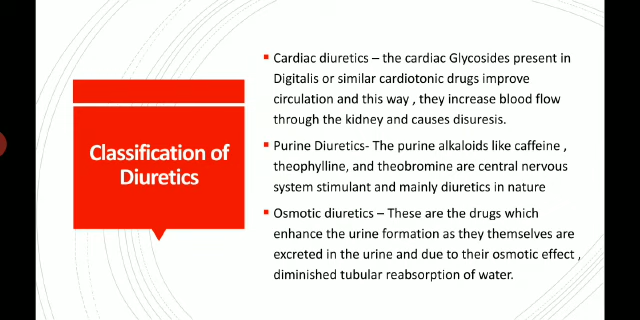 Classification of
Diuretics
Cardiac diuretics – the cardiac Glycosides present in
Digitalis or similar cardiotonic drugs improve
circulation and this way , they increase blood flow
through the kidney and causes disuresis.
Purine Diuretics- The purine alkaloids like caffeine ,
theophylline, and theobromine are central nervous
system stimulant and mainly diuretics in nature
Osmotic diuretics – These are the drugs which
enhance the urine formation as they themselves are
excreted in the urine and due to their osmotic effect ,
diminished tubular reabsorption of water.